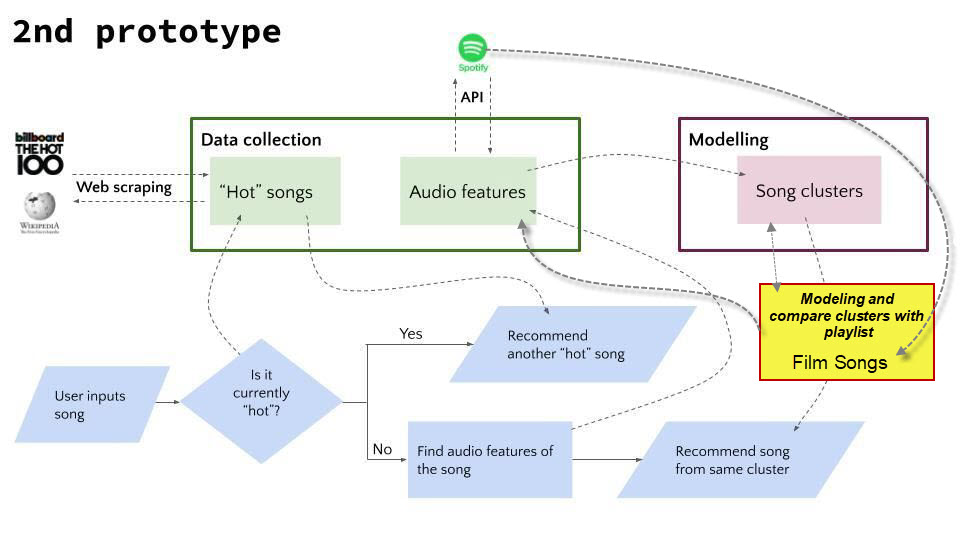 2nd prototype
Spotify
API
billboard
THE HOT
100
Web scraping
WIKIPEDIA
The Free Encyclopedia
Data collection
"Hot" songs
Audio features
Modelling
Song clusters
Modeling and
compare clusters with
playlist
Film Songs
User inputs
song
Is it
currently
"hot"?
Yes
Recommend
another "hot" song
No
Find audio features of
the song
Recommend song
from same cluster